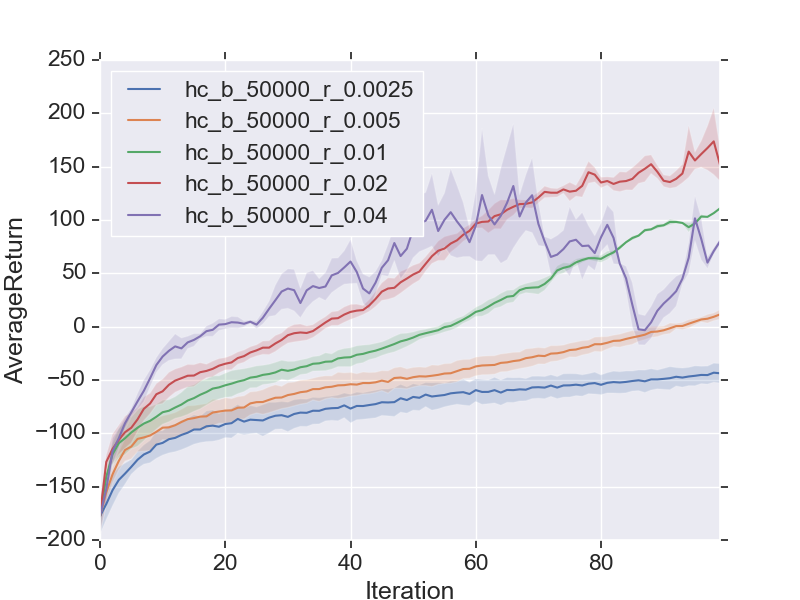 250
200
150
100
50
0
−50
−100
−150
−200
AverageReturn
hc_b_50000_r_0.0025
hc_b_50000_r_0.005
hc_b_50000_r_0.01
hc_b_50000_r_0.02
hc_b_50000_r_0.04
0 20 40 60 80
Iteration